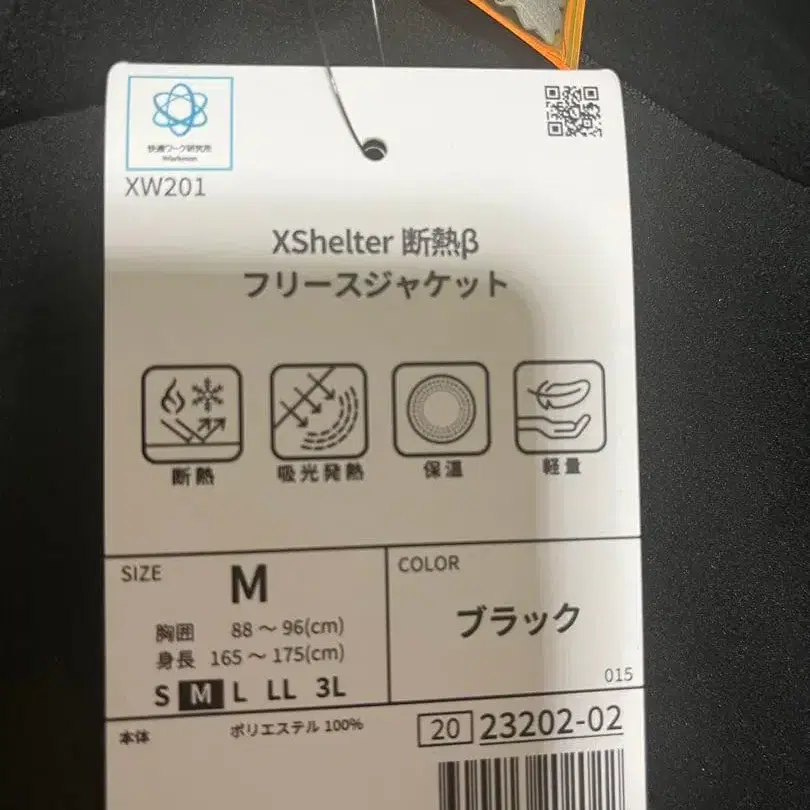 快適ワーク研究所
Workman
XW201
XShelter 断熱β
フリースジャケット
断熱
吸光発熱
保温
軽量
SIZE
M
胸囲 88～96(cm)
身長 165～175(cm)
S M L LL 3L
COLOR
ブラック
015
本体 ポリエステル 100%
20 23202-02